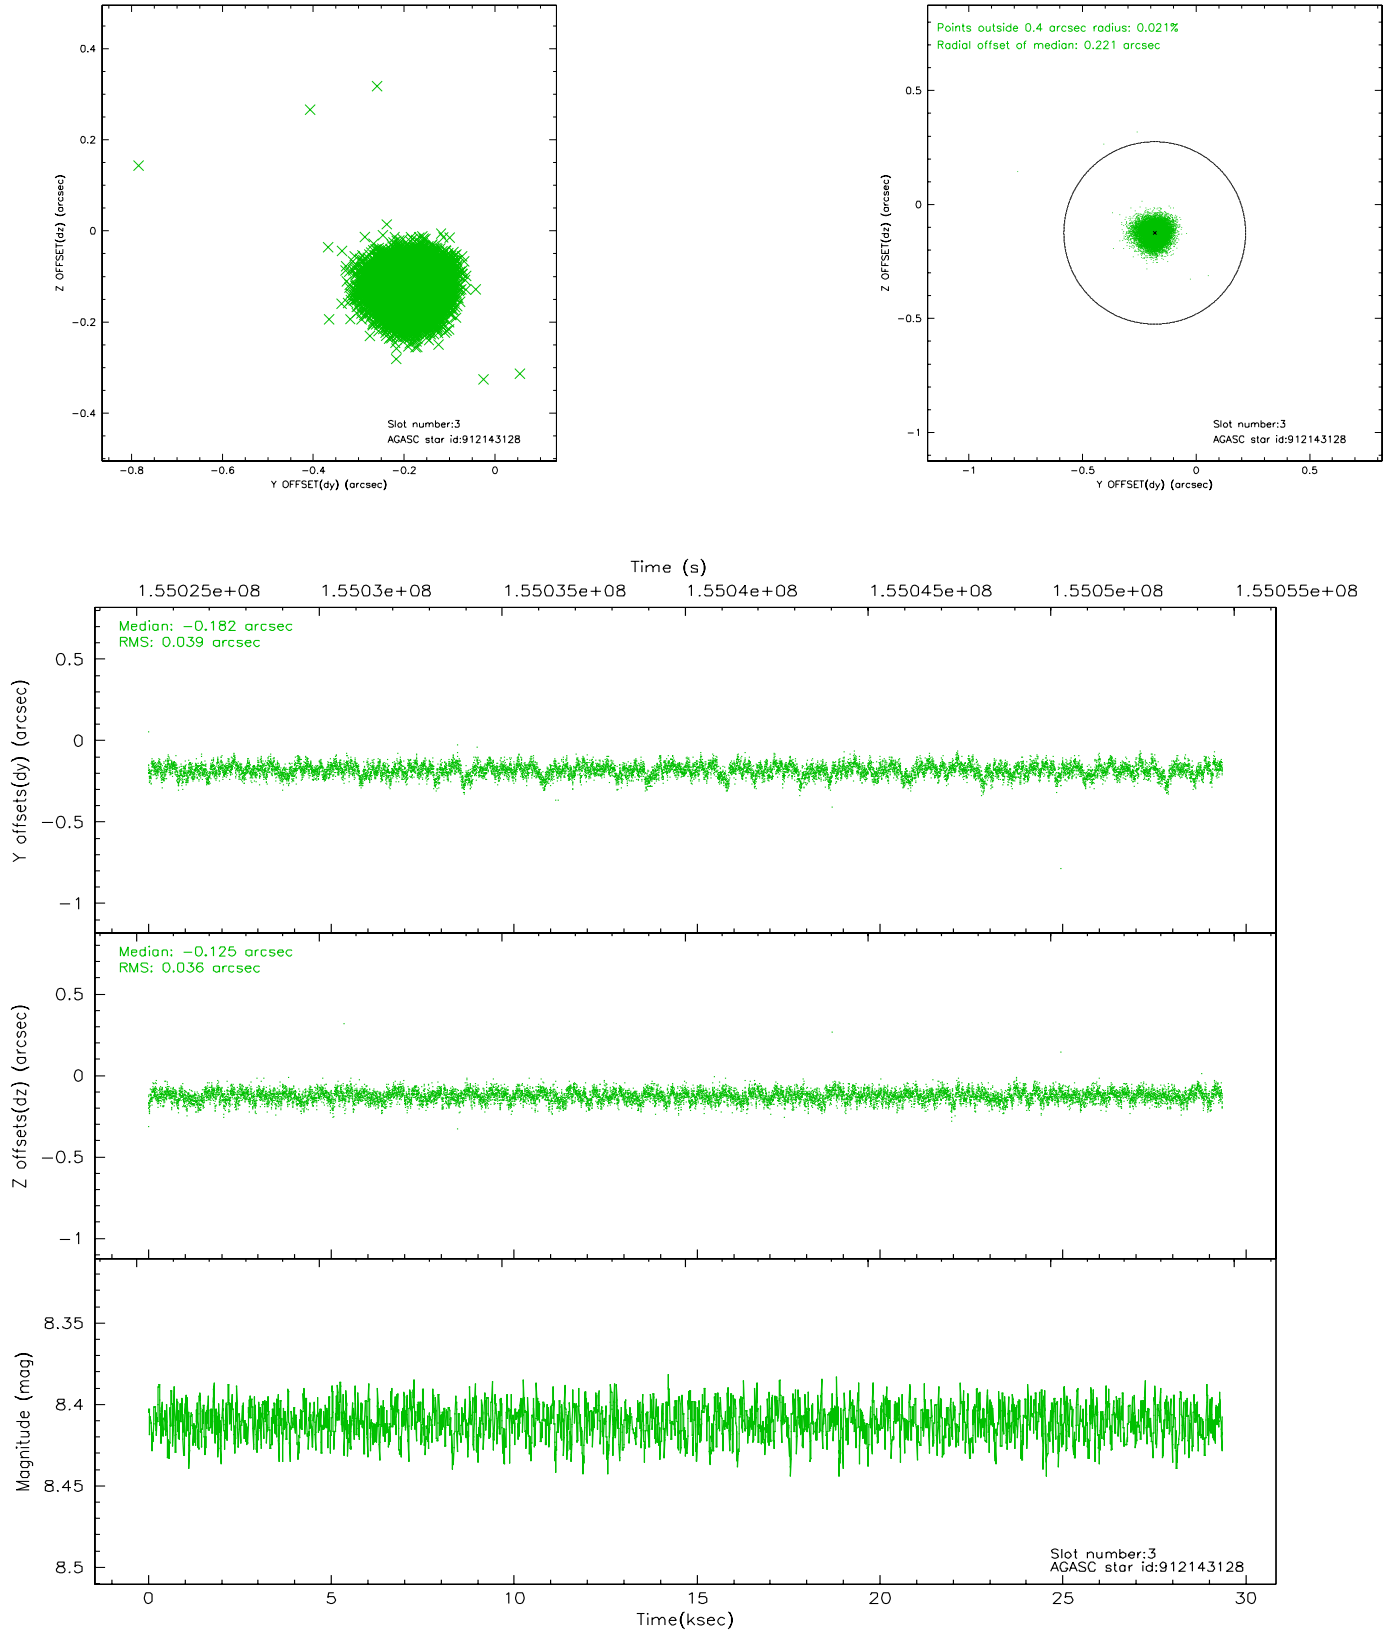 0.4
0.2
0
−0.2
−0.4
Z OFFSET(dz) (arcsec)
Slot number:3
AGASC star id:912143128
−0.8
−0.6
−0.4
−0.2
0
Y OFFSET(dy) (arcsec)
Points outside 0.4 arcsec radius: 0.021%
Radial offset of median: 0.221 arcsec
0.5
0
−0.5
−1
Z OFFSET(dz) (arcsec)
Slot number:3
AGASC star id:912143128
−1
−0.5
0
0.5
Y OFFSET(dy) (arcsec)
Time (s)
1.55025e+08
1.5503e+08
1.55035e+08
1.5504e+08
1.55045e+08
1.5505e+08
1.55055e+08
Median: −0.182 arcsec
RMS: 0.039 arcsec
0.5
0
−0.5
−1
Y offsets(dy) (arcsec)
Median: −0.125 arcsec
RMS: 0.036 arcsec
0.5
0
−0.5
−1
Z offsets(dz) (arcsec)
8.35
8.4
8.45
8.5
Magnitude (mag)
Slot number:3
AGASC star id:912143128
0
5
10
15
20
25
30
Time(ksec)